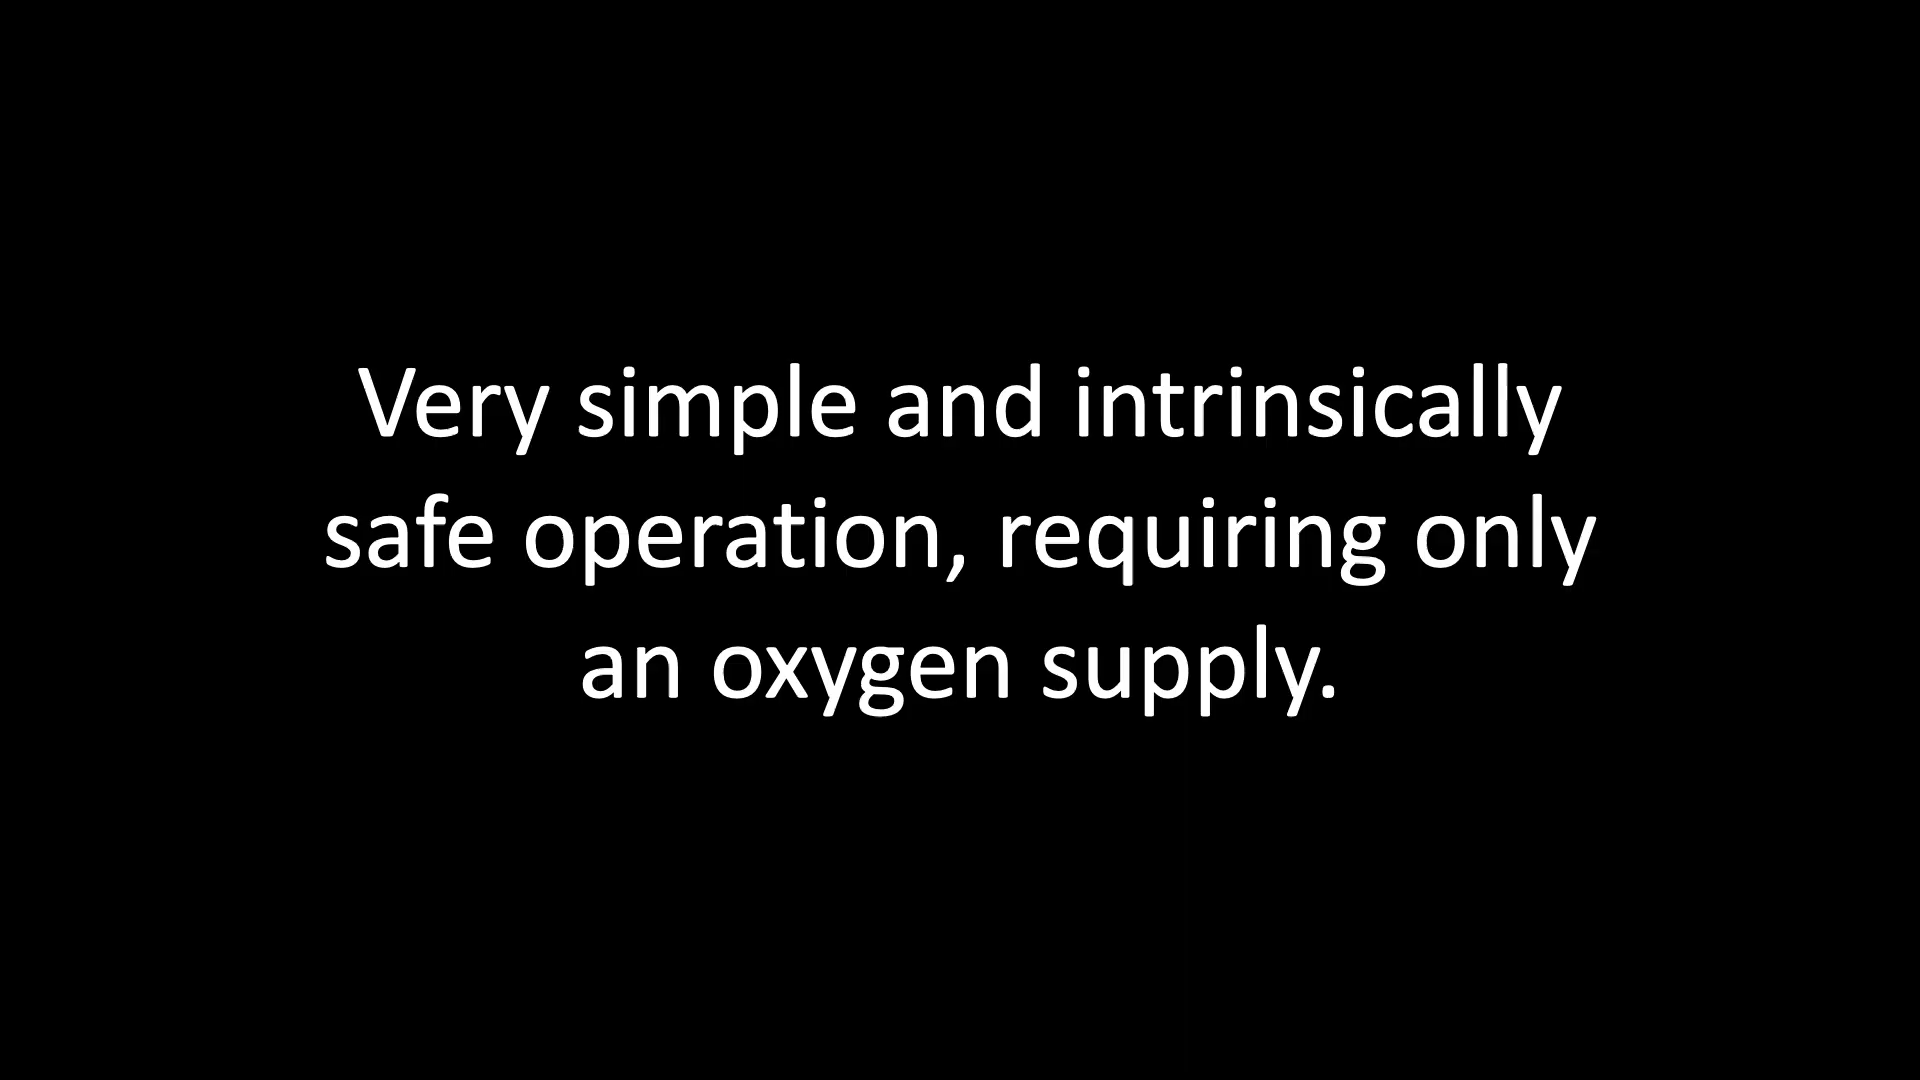 Very simple and intrinsically
safe operation, requiring only
an oxygen supply.